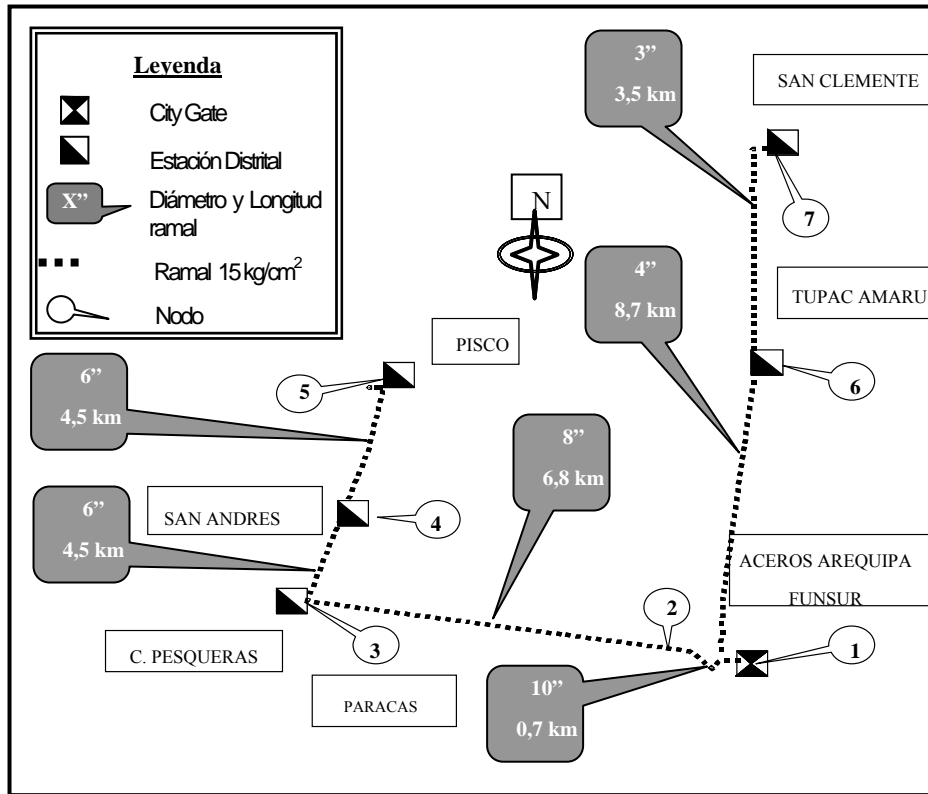 Leyenda
City Gate
Estación Distrital
X”
Diámetro y Longitud
ramal
Ramal 15 kg/cm²
Nodo
3”
3,5 km
SAN CLEMENTE
7
N
4”
8,7 km
TUPAC AMARU
6
PISCO
5
6”
4,5 km
8”
6,8 km
6”
4,5 km
SAN ANDRES
4
ACEROS AREQUIPA
FUNSUR
2
1
3
C. PESQUERAS
PARACAS
10”
0,7 km